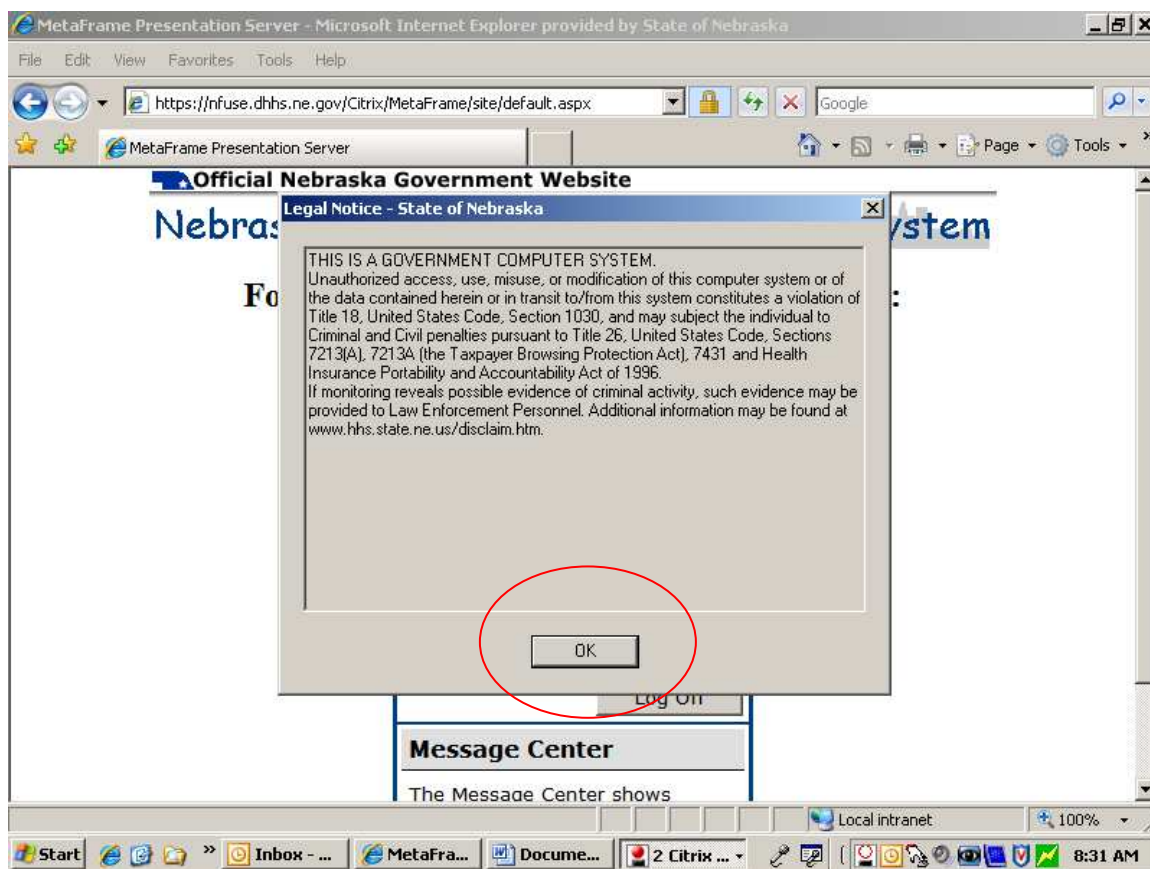 MetaFrame Presentation Server - Microsoft Internet Explorer provided by State of Nebraska
File Edit View Favorites Tools Help
https://nfuse.dhhs.ne.gov/Citrix/MetaFrame/site/default.aspx Google
MetaFrame Presentation Server Page Tools
Official Nebraska Government Website
Legal Notice - State of Nebraska
THIS IS A GOVERNMENT COMPUTER SYSTEM.
Unauthorized access, use, misuse, or modification of this computer system or of
the data contained herein or in transit to/from this system constitutes a violation of
Title 18, United States Code, Section 1030, and may subject the individual to
Criminal and Civil penalties pursuant to Title 26, United States Code, Sections
7213(A), 7213A (the Taxpayer Browsing Protection Act), 7431 and Health
Insurance Portability and Accountability Act of 1996.
If monitoring reveals possible evidence of criminal activity, such evidence may be
provided to Law Enforcement Personnel. Additional information may be found at
www.hhs.state.ne.us/disclaim.htm.
OK
Log Off
Message Center
The Message Center shows
Local intranet 100%
Start » Inbox - ... MetaFra... Docume... 2 Citrix ... 8:31 AM